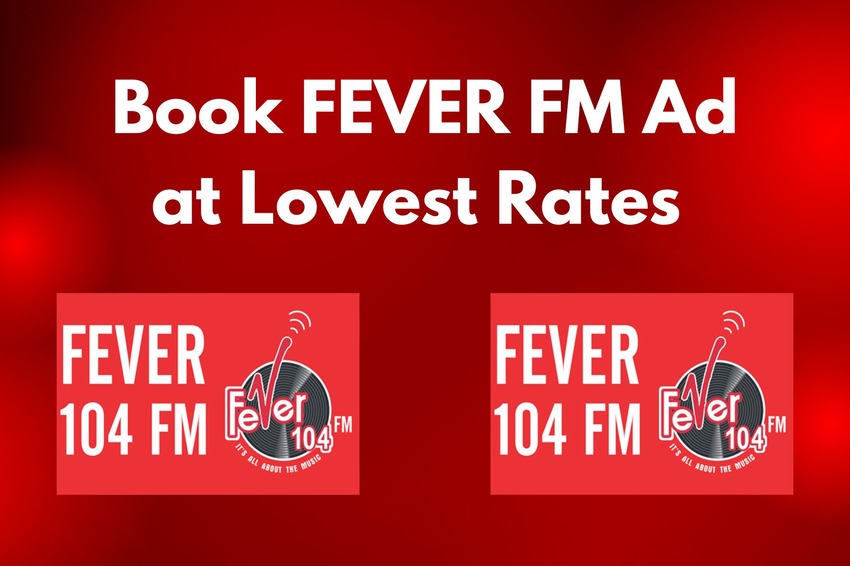 Book FEVER FM Ad
at Lowest Rates
FEVER
104 FM
Fever
104 FM
IT'S ALL ABOUT THE MUSIC
FEVER
104 FM
Fever
104 FM
IT'S ALL ABOUT THE MUSIC